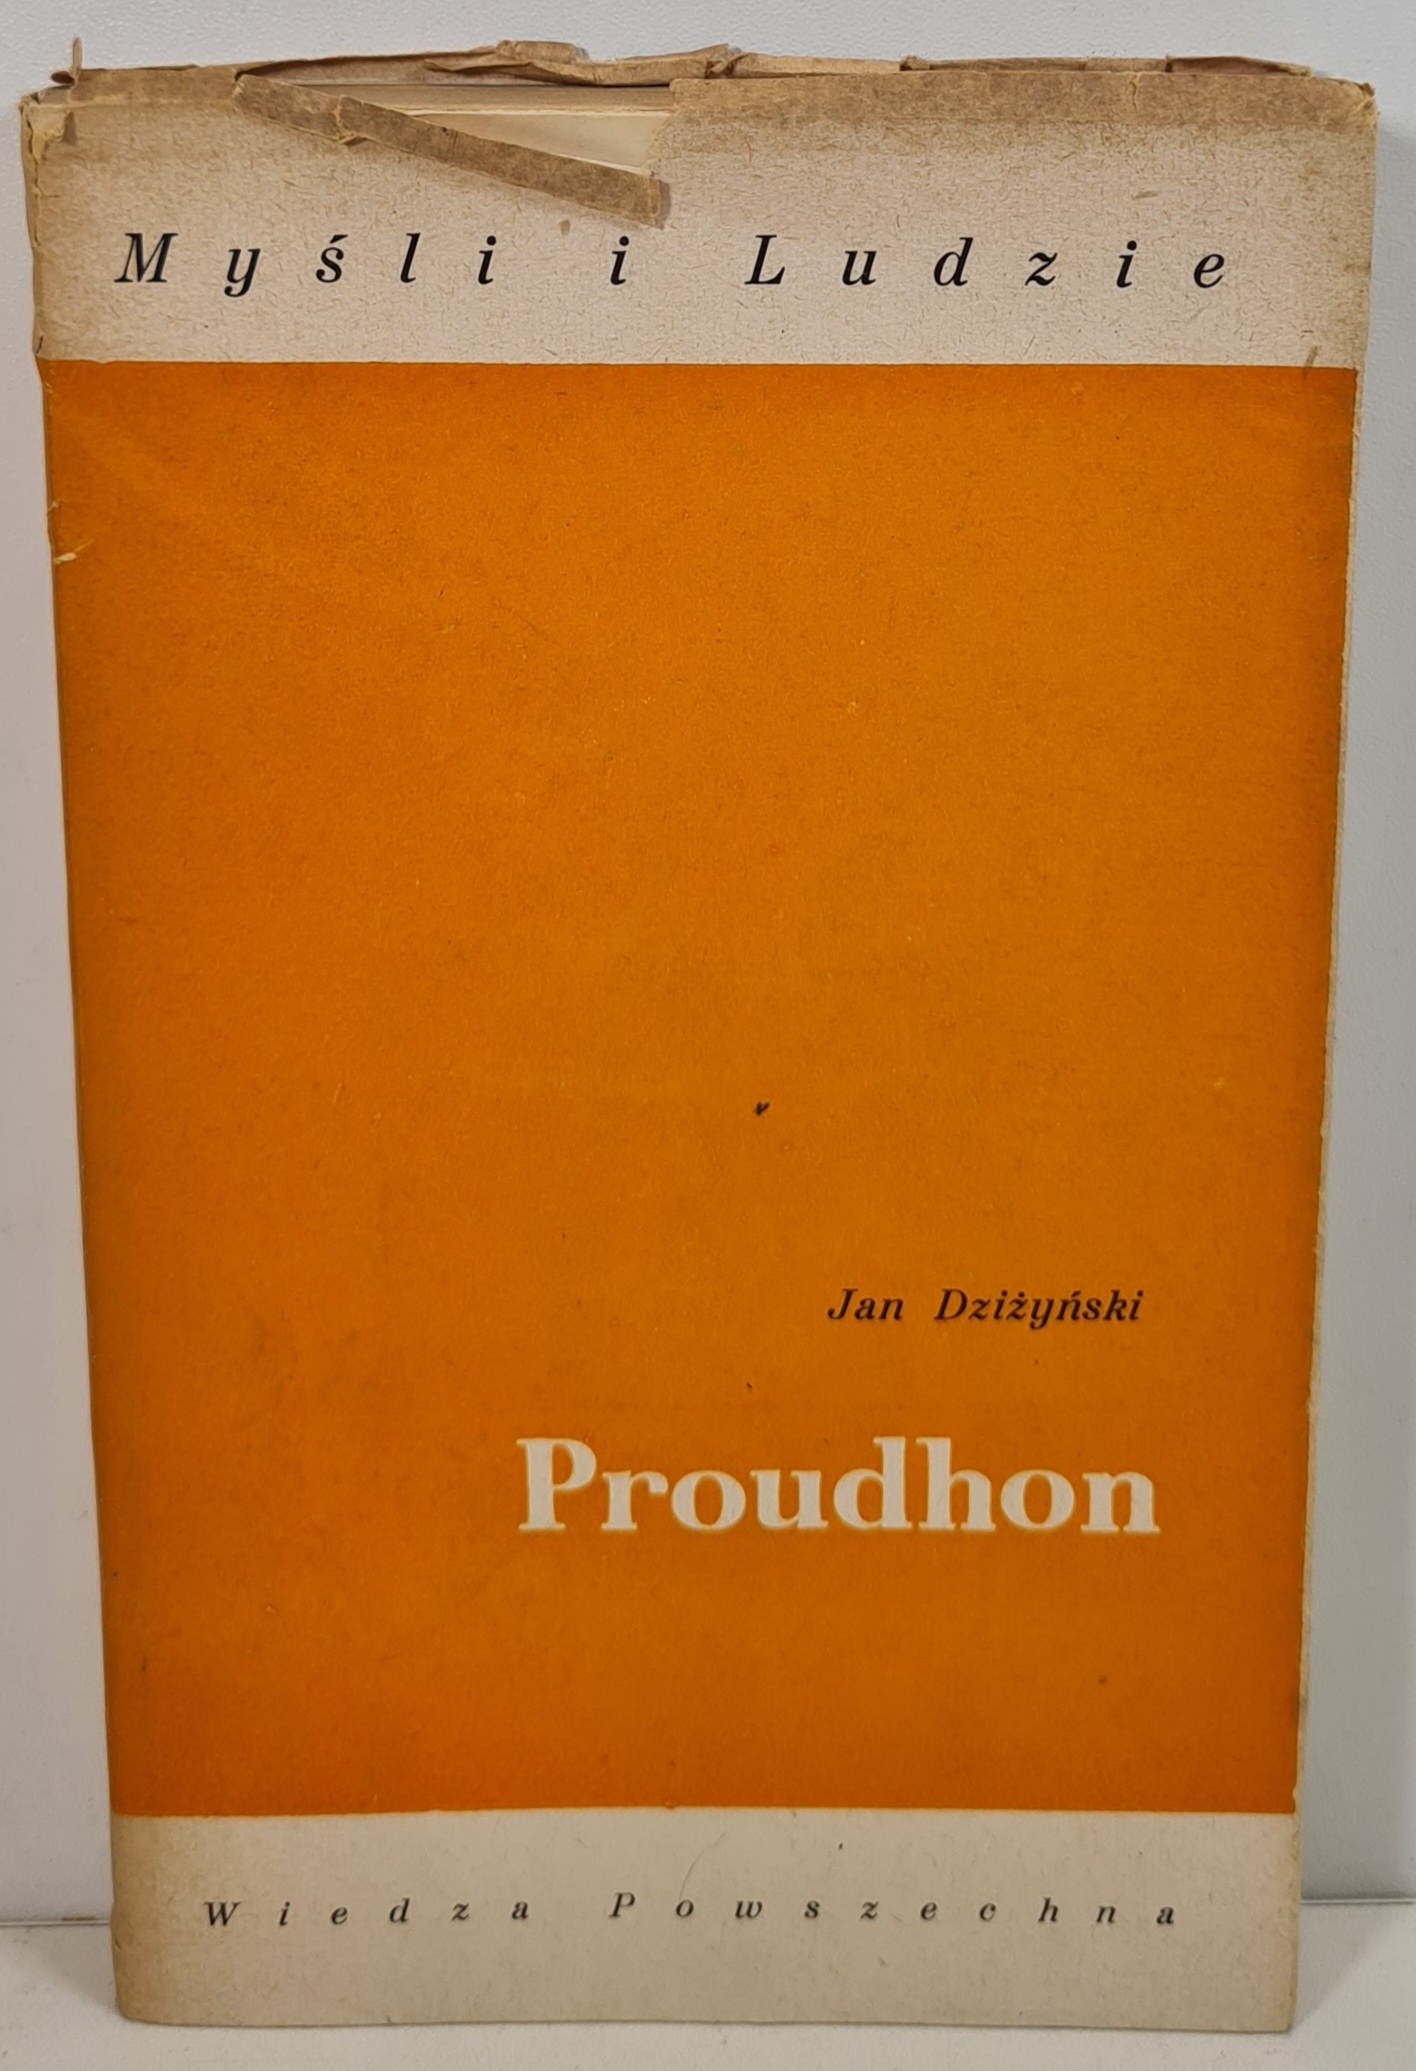 Myśli i Ludzie
Jan Dziżyński
Proudhon
Wiedza Powszechna